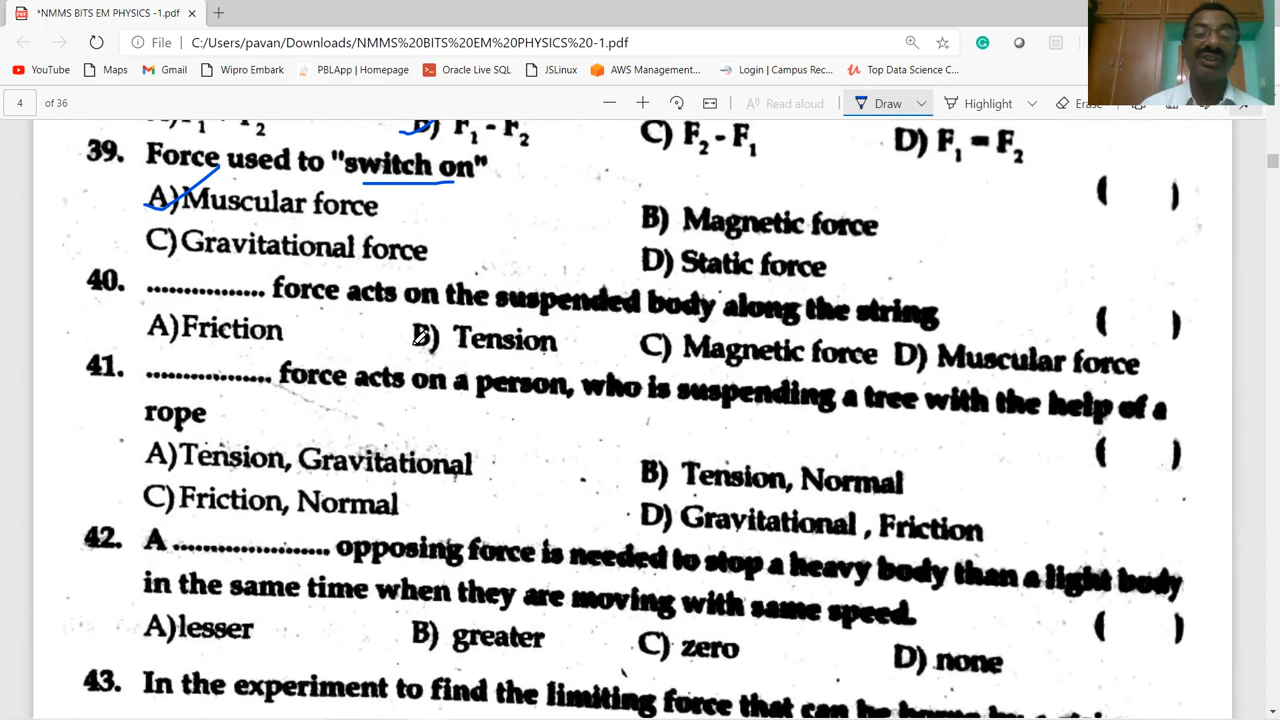 *NMMS BITS EM PHYSICS -1.pdf
File C:/Users/pavan/Downloads/NMMS%20BITS%20EM%20PHYSICS%20-1.pdf
YouTube Maps Gmail Wipro Embark PBLApp | Homepage Oracle Live SQL JSLinux AWS Management... Login | Campus Rec... Top Data Science C...
4 of 36 Read aloud Draw Highlight Erase
B) F₁ - F₂ C) F₂ - F₁ D) F₁ = F₂
39. Force used to "switch on" ( )
A) Muscular force B) Magnetic force
C) Gravitational force D) Static force
40. ................ force acts on the suspended body along the string ( )
A) Friction B) Tension C) Magnetic force D) Muscular force
41. ................. force acts on a person, who is suspending a tree with the help of a
rope ( )
A) Tension, Gravitational B) Tension, Normal
C) Friction, Normal D) Gravitational , Friction
42. A ...................... opposing force is needed to stop a heavy body than a light body
in the same time when they are moving with same speed. ( )
A) lesser B) greater C) zero D) none
43. In the experiment to find the limiting force that can be